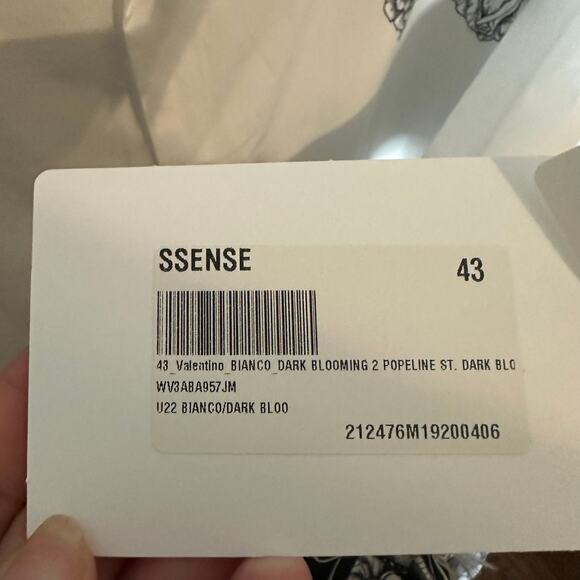 SSENSE
43
43_Valentino_BIANCO_DARK BLOOMING 2 POPELINE ST. DARK BLO
WV3ABA957JM
U22 BIANCO/DARK BLOO
212476M19200406